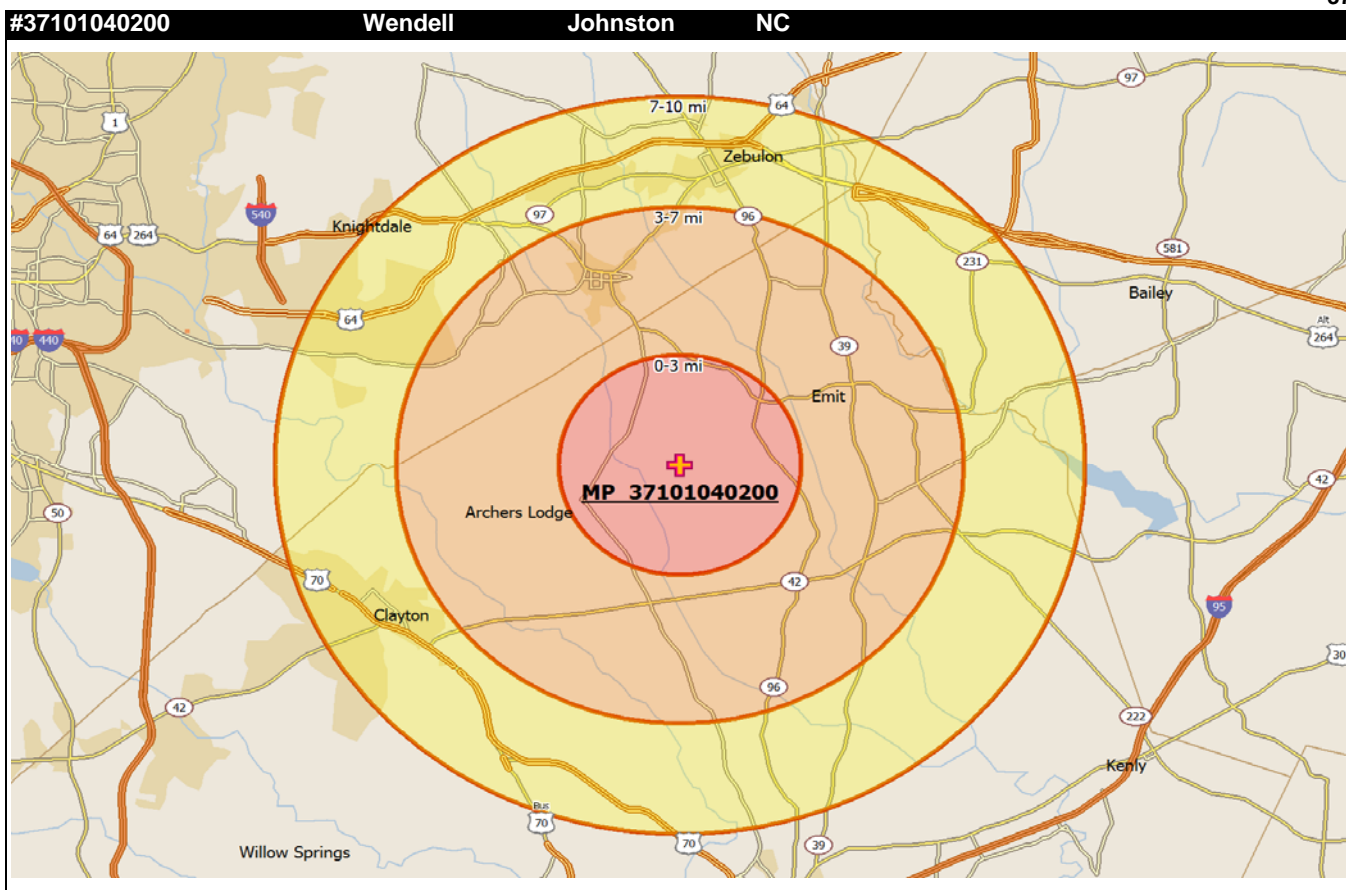 #37101040200 Wendell Johnston NC
97
7-10 mi
64
1
Zebulon
540
97
3-7 mi
96
Knightdale
64 264
581
231
Bailey
64
Alt
264
440
39
0-3 mi
Emit
MP 37101040200
42
Archers Lodge
50
70
42
95
Clayton
96
42
222
Kenly
Bus
70
70
39
Willow Springs